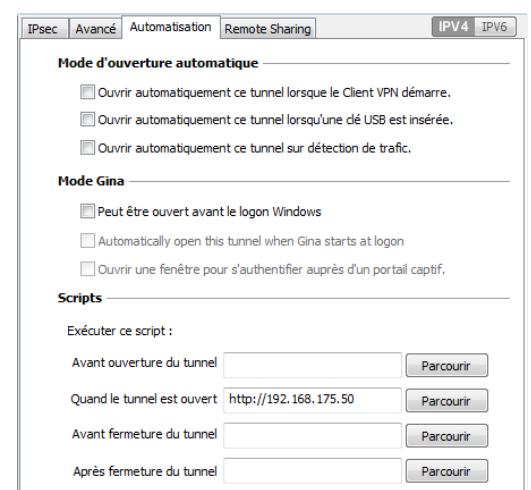 IPsec Avancé Automatisation Remote Sharing IPV4 IPV6
Mode d'ouverture automatique
Ouvrir automatiquement ce tunnel lorsque le Client VPN démarre.
Ouvrir automatiquement ce tunnel lorsqu'une clé USB est insérée.
Ouvrir automatiquement ce tunnel sur détection de trafic.
Mode Gina
Peut être ouvert avant le logon Windows
Automatically open this tunnel when Gina starts at logon
Ouvrir une fenêtre pour s'authentifier auprès d'un portail captif.
Scripts
Exécuter ce script :
Avant ouverture du tunnel Parcourir
Quand le tunnel est ouvert http://192.168.175.50 Parcourir
Avant fermeture du tunnel Parcourir
Après fermeture du tunnel Parcourir